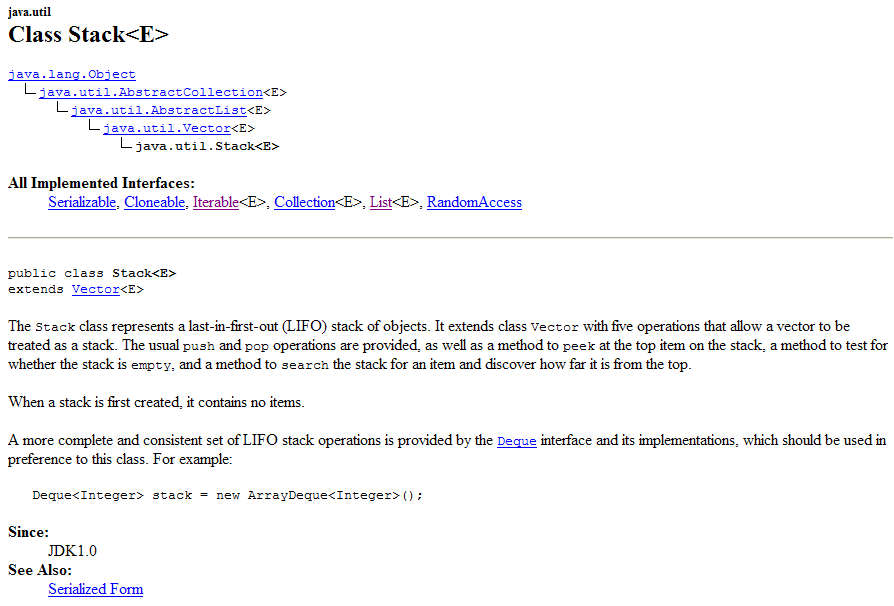 java.util
Class Stack<E>
java.lang.Object
java.util.AbstractCollection<E>
java.util.AbstractList<E>
java.util.Vector<E>
java.util.Stack<E>
All Implemented Interfaces:
Serializable, Cloneable, Iterable<E>, Collection<E>, List<E>, RandomAccess
public class Stack<E>
extends Vector<E>
The Stack class represents a last-in-first-out (LIFO) stack of objects. It extends class Vector with five operations that allow a vector to be
treated as a stack. The usual push and pop operations are provided, as well as a method to peek at the top item on the stack, a method to test for
whether the stack is empty, and a method to search the stack for an item and discover how far it is from the top.
When a stack is first created, it contains no items.
A more complete and consistent set of LIFO stack operations is provided by the Deque interface and its implementations, which should be used in
preference to this class. For example:
Deque<Integer> stack = new ArrayDeque<Integer>();
Since:
JDK1.0
See Also:
Serialized Form